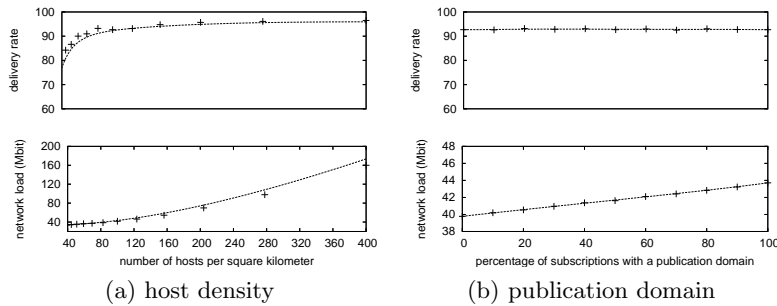 100
90
80
70
60
delivery rate
200
160
120
80
40
network load (Mbit)
40 80 120 160 200 240 280 320 360 400
number of hosts per square kilometer
(a) host density
100
90
80
70
60
delivery rate
48
46
44
42
40
38
network load (Mbit)
0 20 40 60 80 100
percentage of subscriptions with a publication domain
(b) publication domain